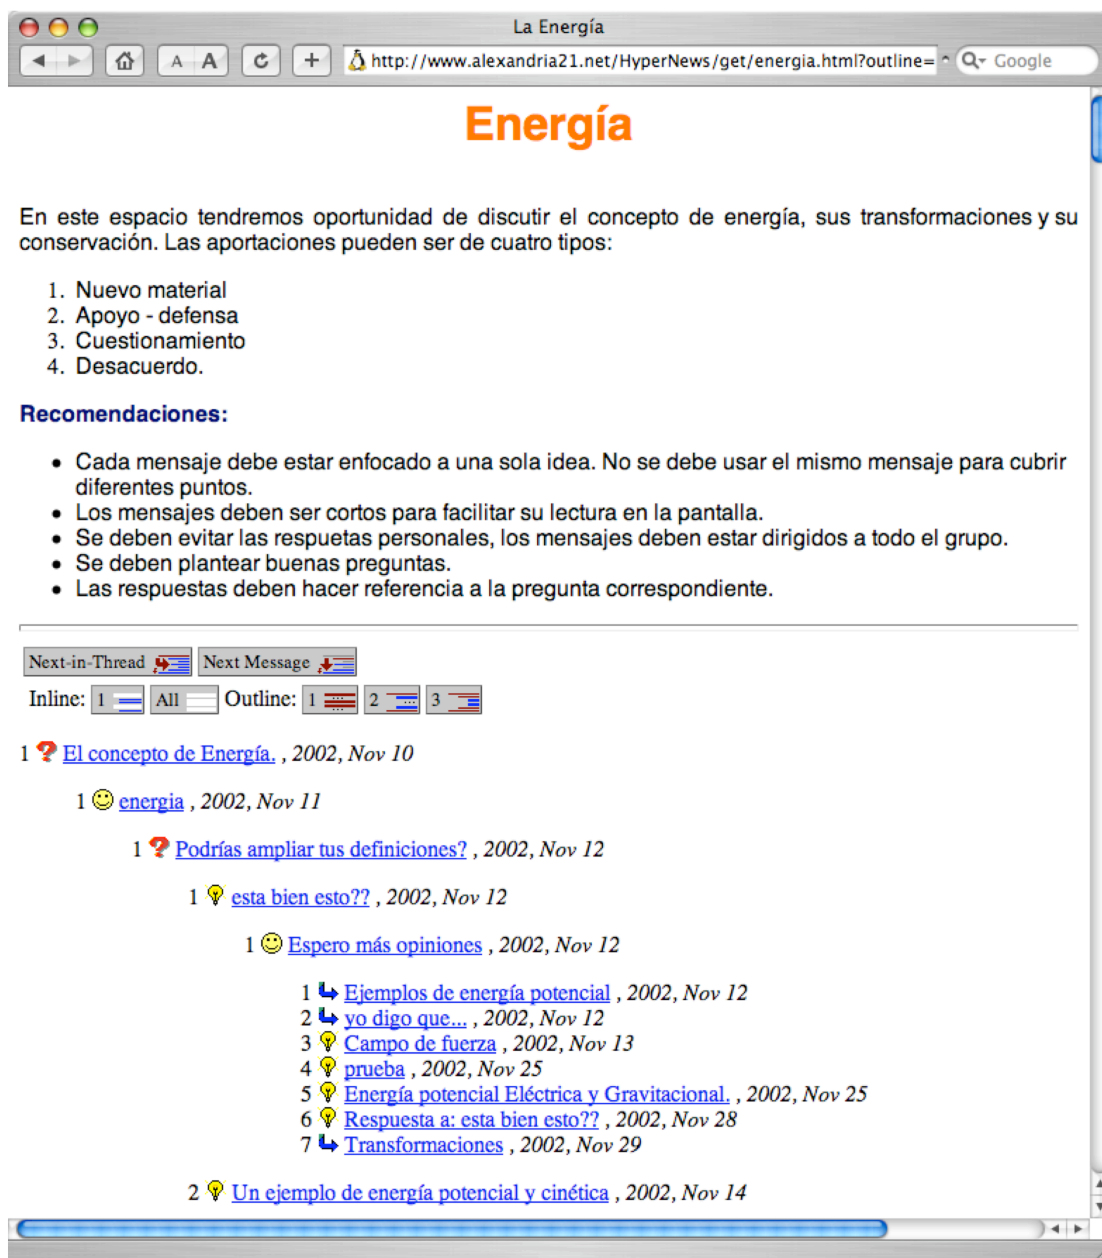 La Energía
A A + http://www.alexandria21.net/HyperNews/get/energia.html?outline= Google
Energía
En este espacio tendremos oportunidad de discutir el concepto de energía, sus transformaciones y su
conservación. Las aportaciones pueden ser de cuatro tipos:
1. Nuevo material
2. Apoyo - defensa
3. Cuestionamiento
4. Desacuerdo.
Recomendaciones:
• Cada mensaje debe estar enfocado a una sola idea. No se debe usar el mismo mensaje para cubrir
diferentes puntos.
• Los mensajes deben ser cortos para facilitar su lectura en la pantalla.
• Se deben evitar las respuetas personales, los mensajes deben estar dirigidos a todo el grupo.
• Se deben plantear buenas preguntas.
• Las respuestas deben hacer referencia a la pregunta correspondiente.
Next-in-Thread Next Message
Inline: 1 All Outline: 1 2 3
1 ? El concepto de Energía. , 2002, Nov 10
1 energia , 2002, Nov 11
1 ? Podrías ampliar tus definiciones? , 2002, Nov 12
1 esta bien esto?? , 2002, Nov 12
1 Espero más opiniones , 2002, Nov 12
1 Ejemplos de energía potencial , 2002, Nov 12
2 yo digo que... , 2002, Nov 12
3 Campo de fuerza , 2002, Nov 13
4 prueba , 2002, Nov 25
5 Energía potencial Eléctrica y Gravitacional. , 2002, Nov 25
6 Respuesta a: esta bien esto?? , 2002, Nov 28
7 Transformaciones , 2002, Nov 29
2 Un ejemplo de energía potencial y cinética , 2002, Nov 14